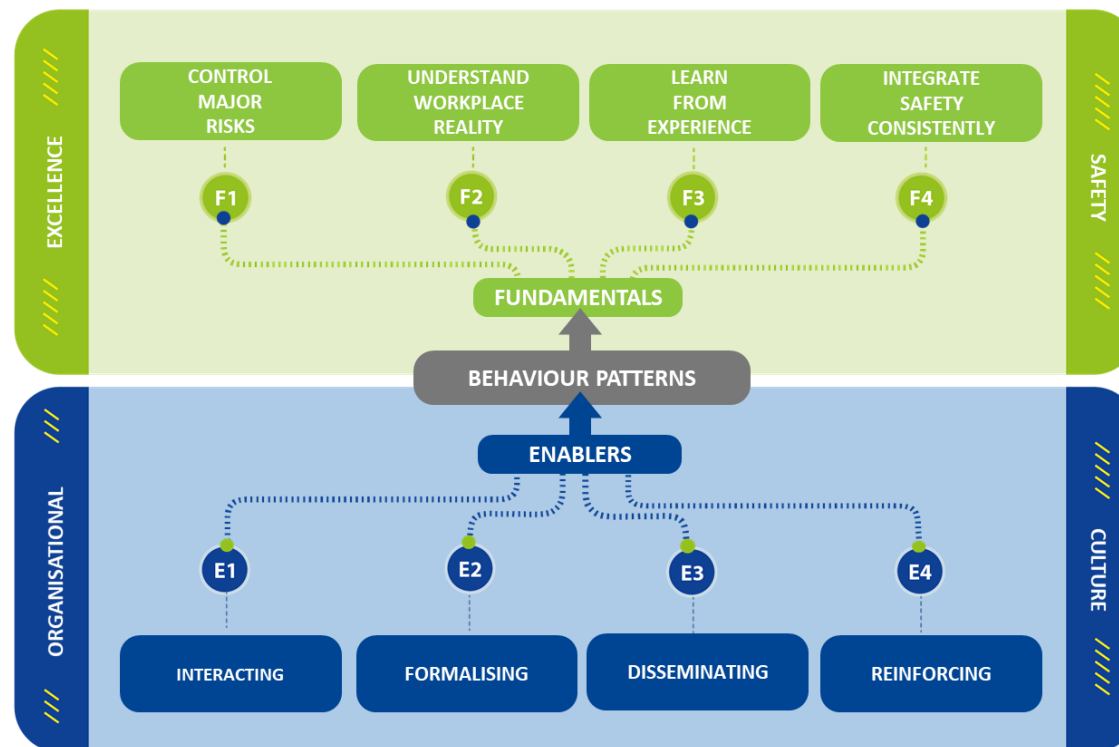 EXCELLENCE
SAFETY
CONTROL
MAJOR
RISKS
UNDERSTAND
WORKPLACE
REALITY
LEARN
FROM
EXPERIENCE
INTEGRATE
SAFETY
CONSISTENTLY
F1
F2
F3
F4
FUNDAMENTALS
BEHAVIOUR PATTERNS
ORGANISATIONAL
CULTURE
ENABLERS
E1
E2
E3
E4
INTERACTING
FORMALISING
DISSEMINATING
REINFORCING